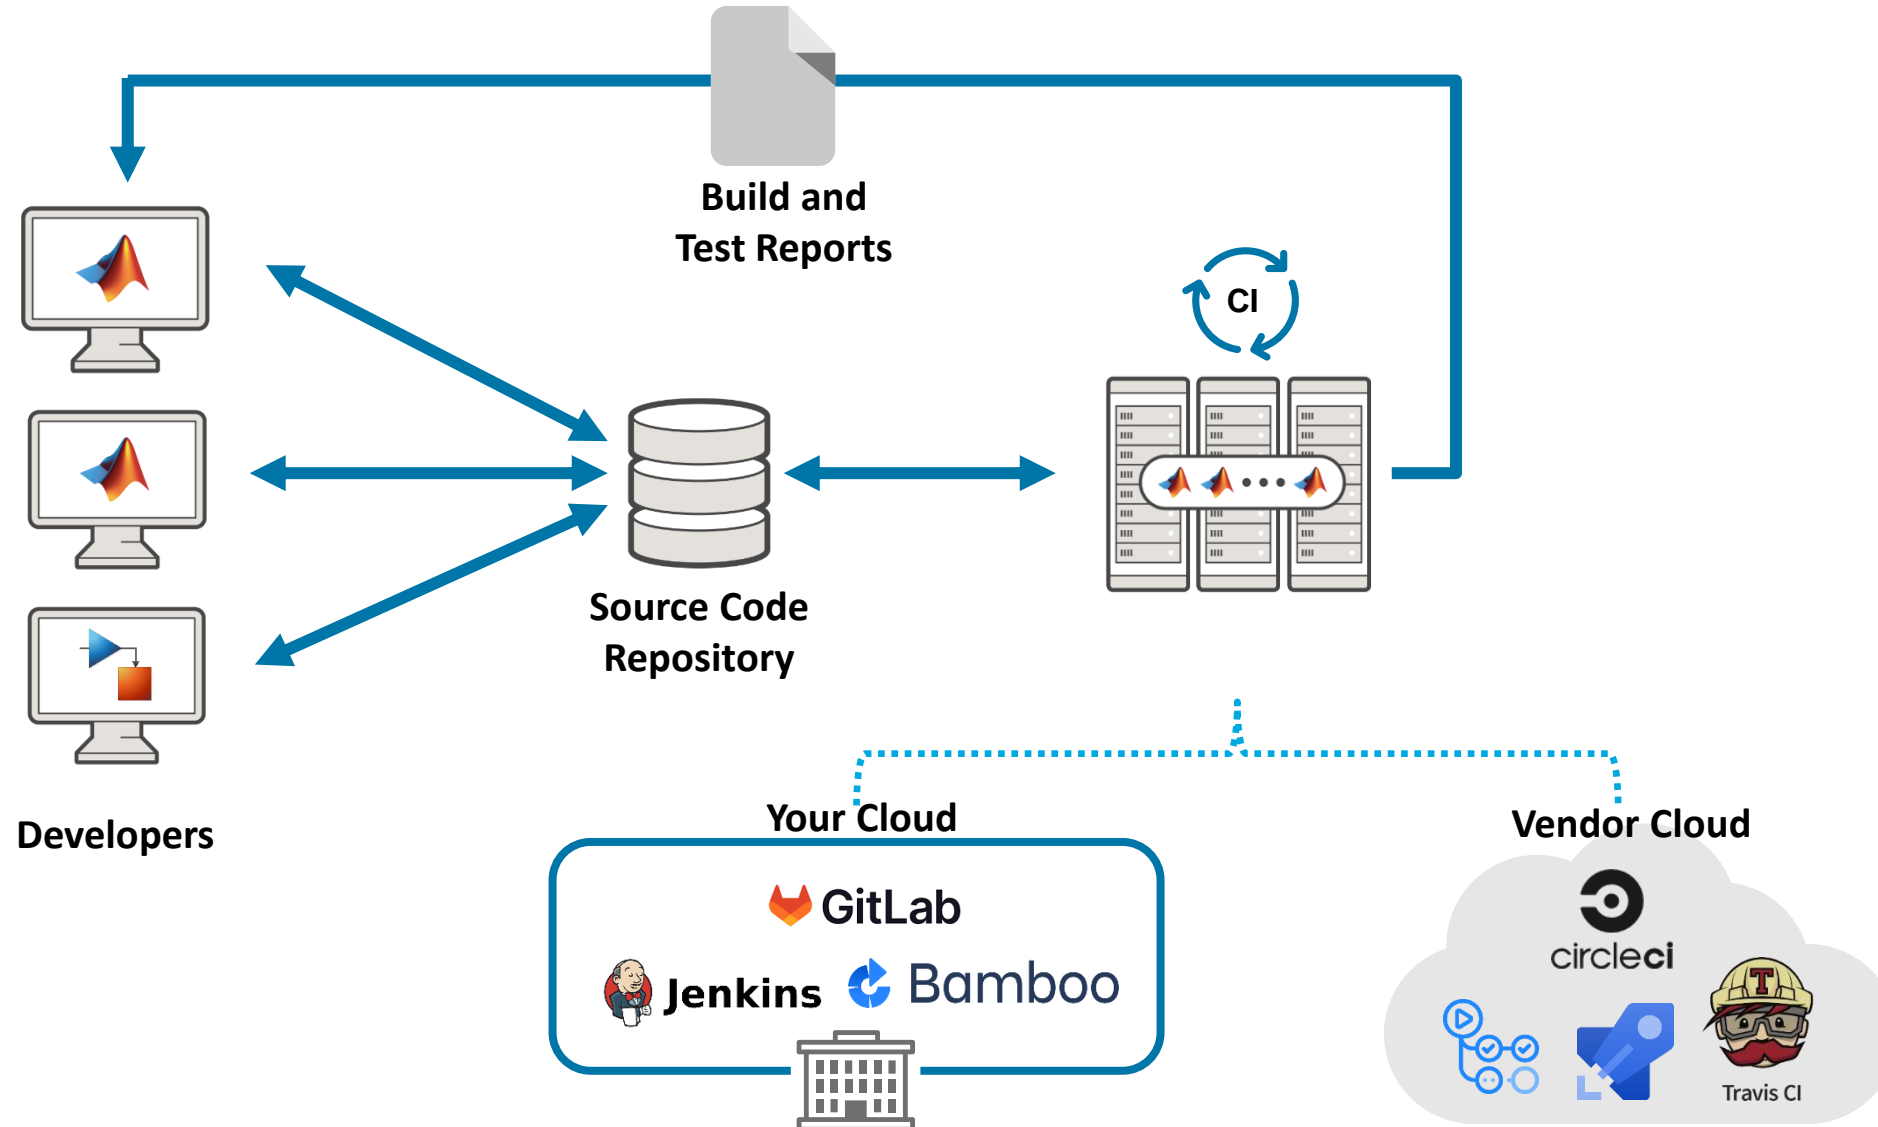 Build and
Test Reports
CI
Source Code
Repository
Developers
Your Cloud
GitLab
Jenkins
Bamboo
Vendor Cloud
circleci
T
Travis CI